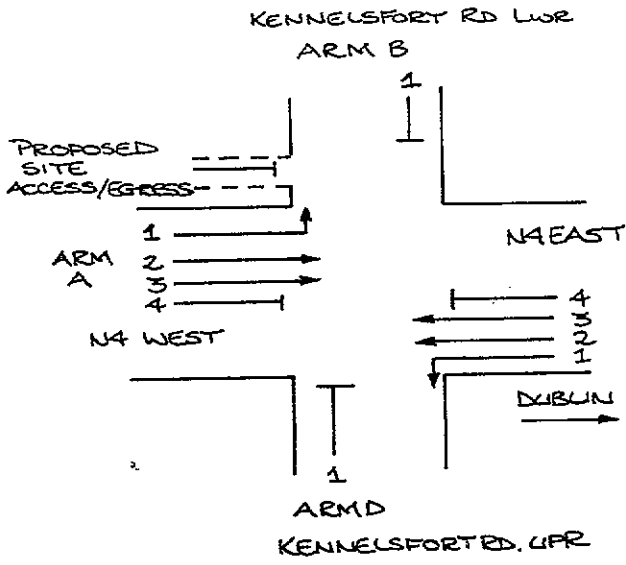 KENNELSFORT RD LWR
ARM B
1
PROPOSED
SITE
ACCESS/EGRESS
1
ARM
A
2
3
4
N4 WEST
N4 EAST
4
3
2
1
DUBLIN
1
ARM D
KENNELSFORT RD. UPR